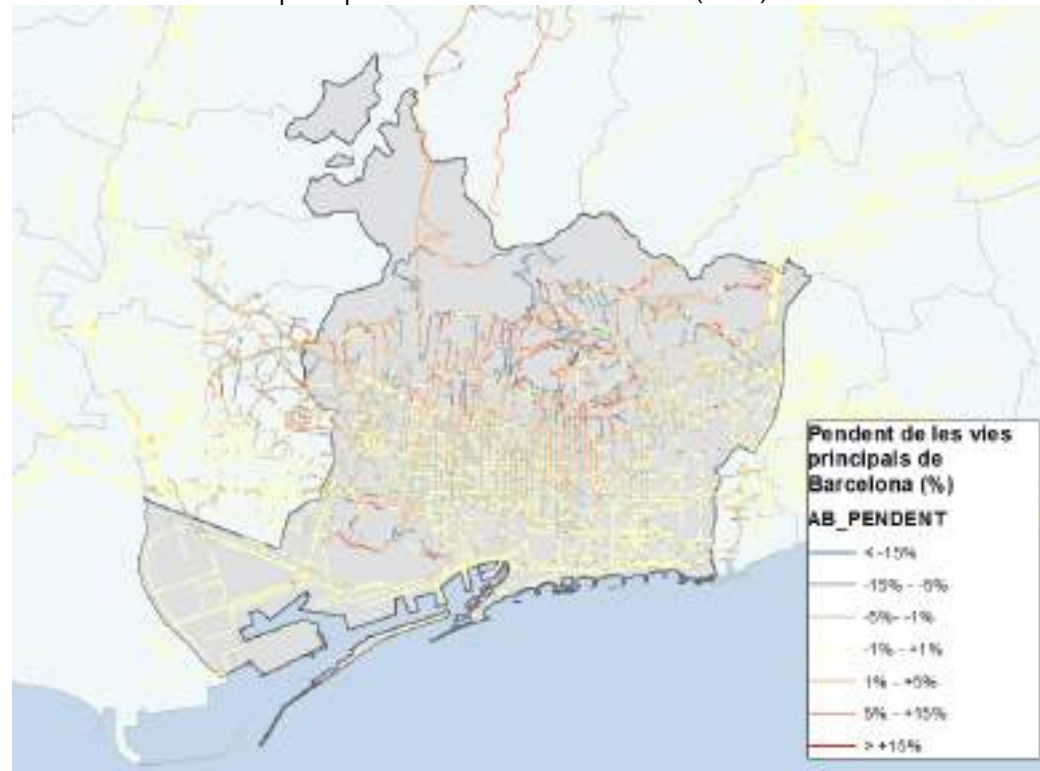 Pendent de les vies
principals de
Barcelona (%)
AB_PENDENT
< -15%
-15% - -5%
-5%- -1%
-1% - +1%
1% - +5%
5% - +15%
> +15%